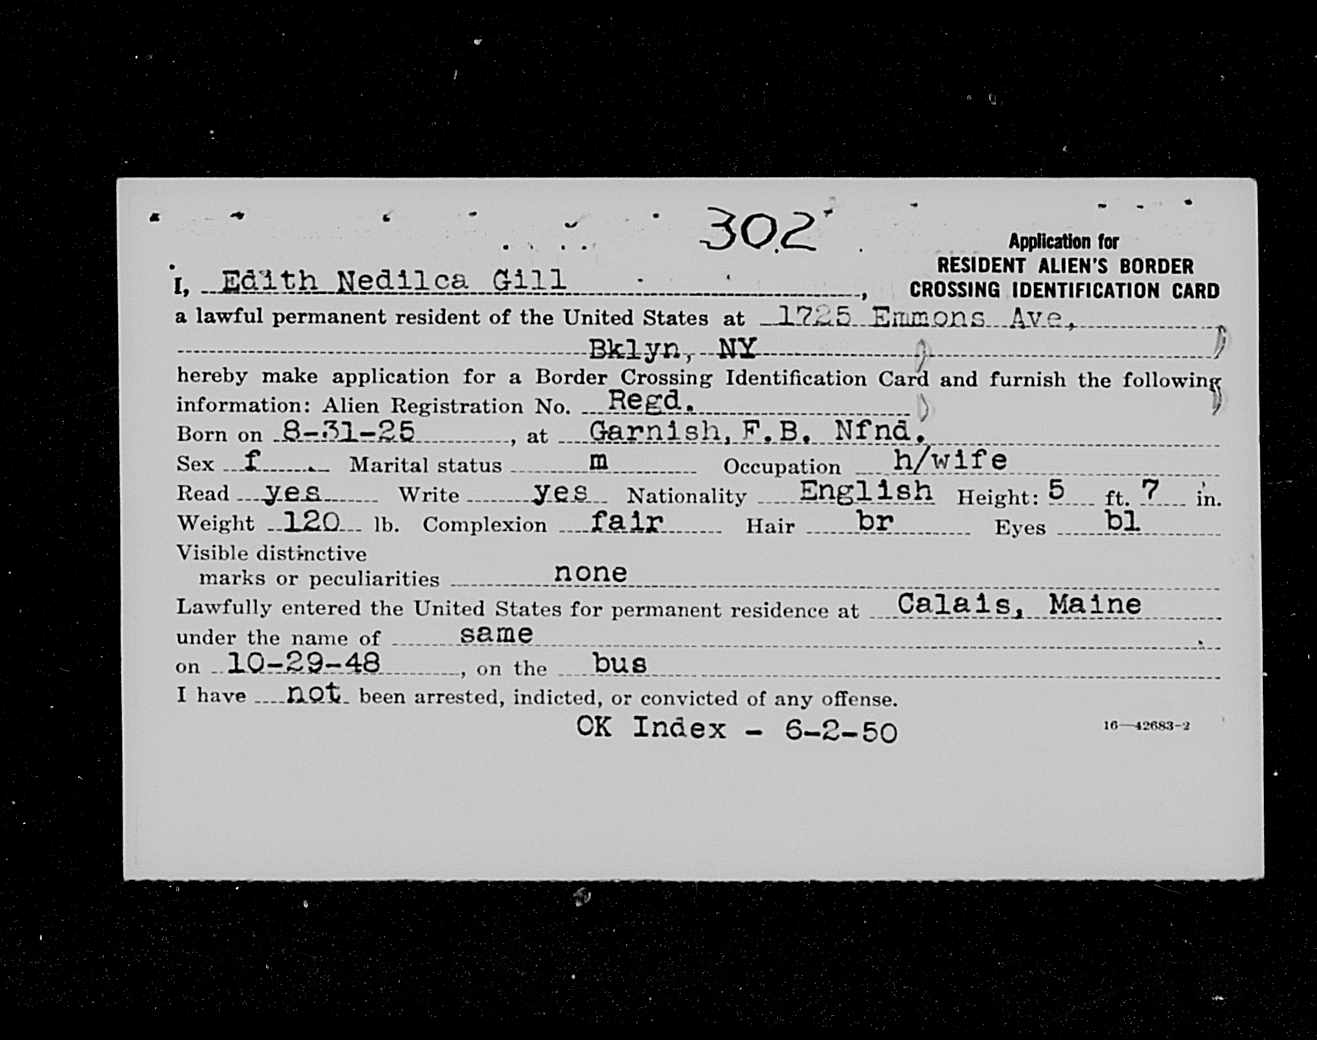 302
Application for
RESIDENT ALIEN'S BORDER
CROSSING IDENTIFICATION CARD
I, Edith Nedilca Gill,
a lawful permanent resident of the United States at 1725 Emmons Ave,
Bklyn, NY
hereby make application for a Border Crossing Identification Card and furnish the following
information: Alien Registration No. Regd.
Born on 8-31-25, at Garnish, F.B. Nfnd.
Sex f. Marital status m Occupation h/wife
Read yes Write yes Nationality English Height: 5 ft. 7 in.
Weight 120 lb. Complexion fair Hair br Eyes bl
Visible distinctive
marks or peculiarities none
Lawfully entered the United States for permanent residence at Calais, Maine
under the name of same
on 10-29-48, on the bus
I have not been arrested, indicted, or convicted of any offense.
OK Index - 6-2-50
16—42683-2